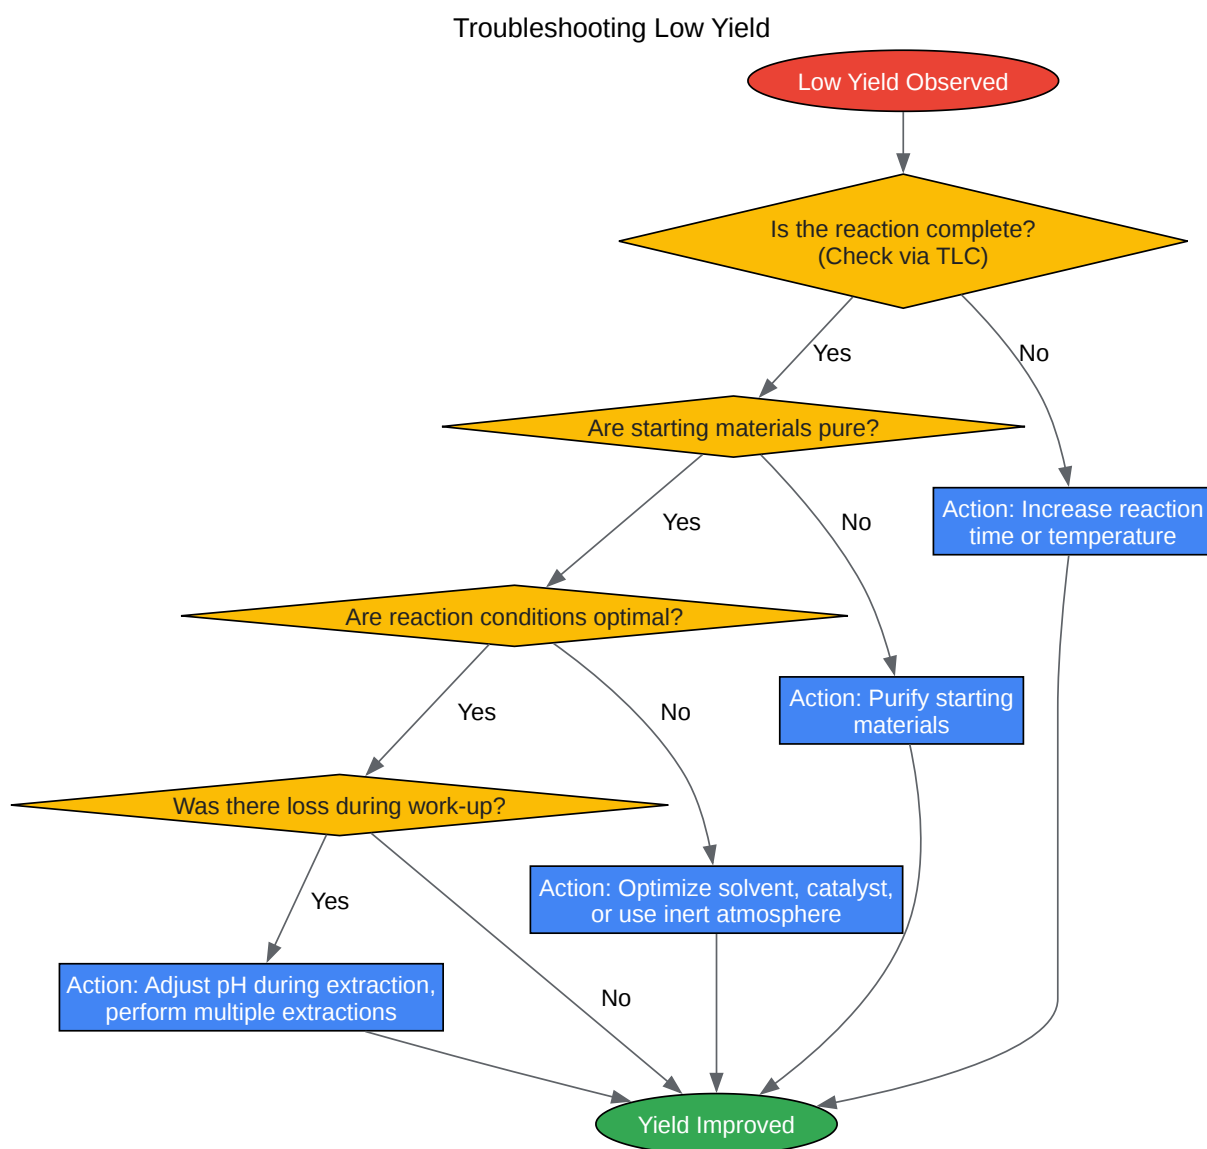 Troubleshooting Low Yield
Low Yield Observed
Is the reaction complete?
(Check via TLC)
Yes
No
Are starting materials pure?
Yes
No
Action: Increase reaction
time or temperature
Are reaction conditions optimal?
Yes
No
Action: Purify starting
materials
Was there loss during work-up?
Yes
No
Action: Optimize solvent, catalyst,
or use inert atmosphere
Action: Adjust pH during extraction,
perform multiple extractions
Yield Improved